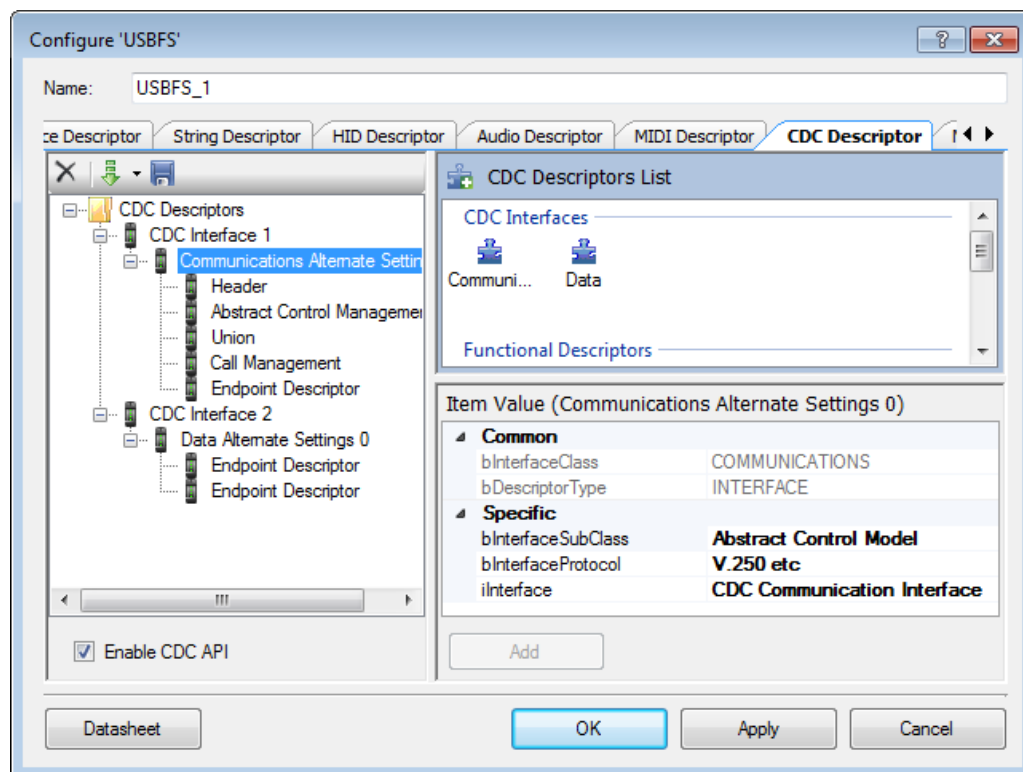 Configure 'USBFS'
Name: USBFS_1
ce Descriptor String Descriptor HID Descriptor Audio Descriptor MIDI Descriptor CDC Descriptor
CDC Descriptors
CDC Interface 1
Communications Alternate Settin
Header
Abstract Control Managemen
Union
Call Management
Endpoint Descriptor
CDC Interface 2
Data Alternate Settings 0
Endpoint Descriptor
Endpoint Descriptor
Enable CDC API
CDC Descriptors List
CDC Interfaces
Communi... Data
Functional Descriptors
Item Value (Communications Alternate Settings 0)
Common
bInterfaceClass COMMUNICATIONS
bDescriptorType INTERFACE
Specific
bInterfaceSubClass Abstract Control Model
bInterfaceProtocol V.250 etc
iInterface CDC Communication Interface
Add
Datasheet OK Apply Cancel